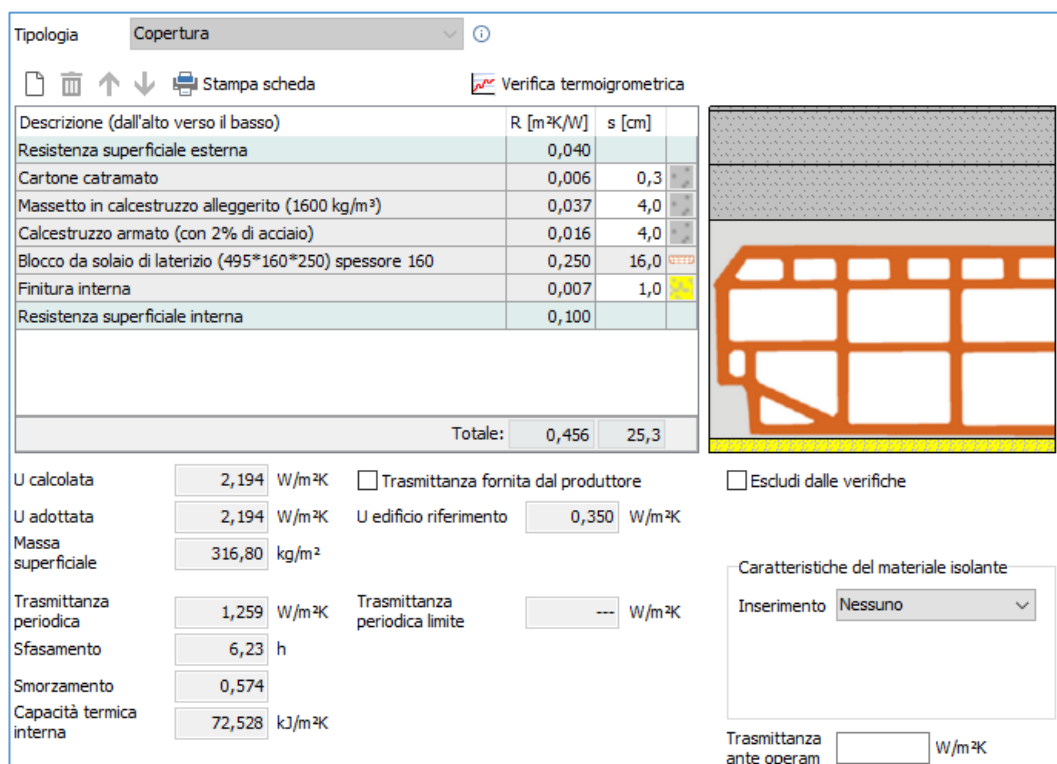 Tipologia Copertura
Stampa scheda Verifica termoigrometrica
Descrizione (dall'alto verso il basso) R [m²K/W] s [cm]
Resistenza superficiale esterna 0,040
Cartone catramato 0,006 0,3
Massetto in calcestruzzo alleggerito (1600 kg/m³) 0,037 4,0
Calcestruzzo armato (con 2% di acciaio) 0,016 4,0
Blocco da solaio di laterizio (495*160*250) spessore 160 0,250 16,0
Finitura interna 0,007 1,0
Resistenza superficiale interna 0,100
Totale: 0,456 25,3
U calcolata 2,194 W/m²K Trasmittanza fornita dal produttore Escludi dalle verifiche
U adottata 2,194 W/m²K U edificio riferimento 0,350 W/m²K
Massa
superficiale 316,80 kg/m²
Caratteristiche del materiale isolante
Inserimento Nessuno
Trasmittanza
periodica 1,259 W/m²K Trasmittanza
periodica limite --- W/m²K
Sfasamento 6,23 h
Smorzamento 0,574
Capacità termica
interna 72,528 kJ/m²K
Trasmittanza
ante operam W/m²K